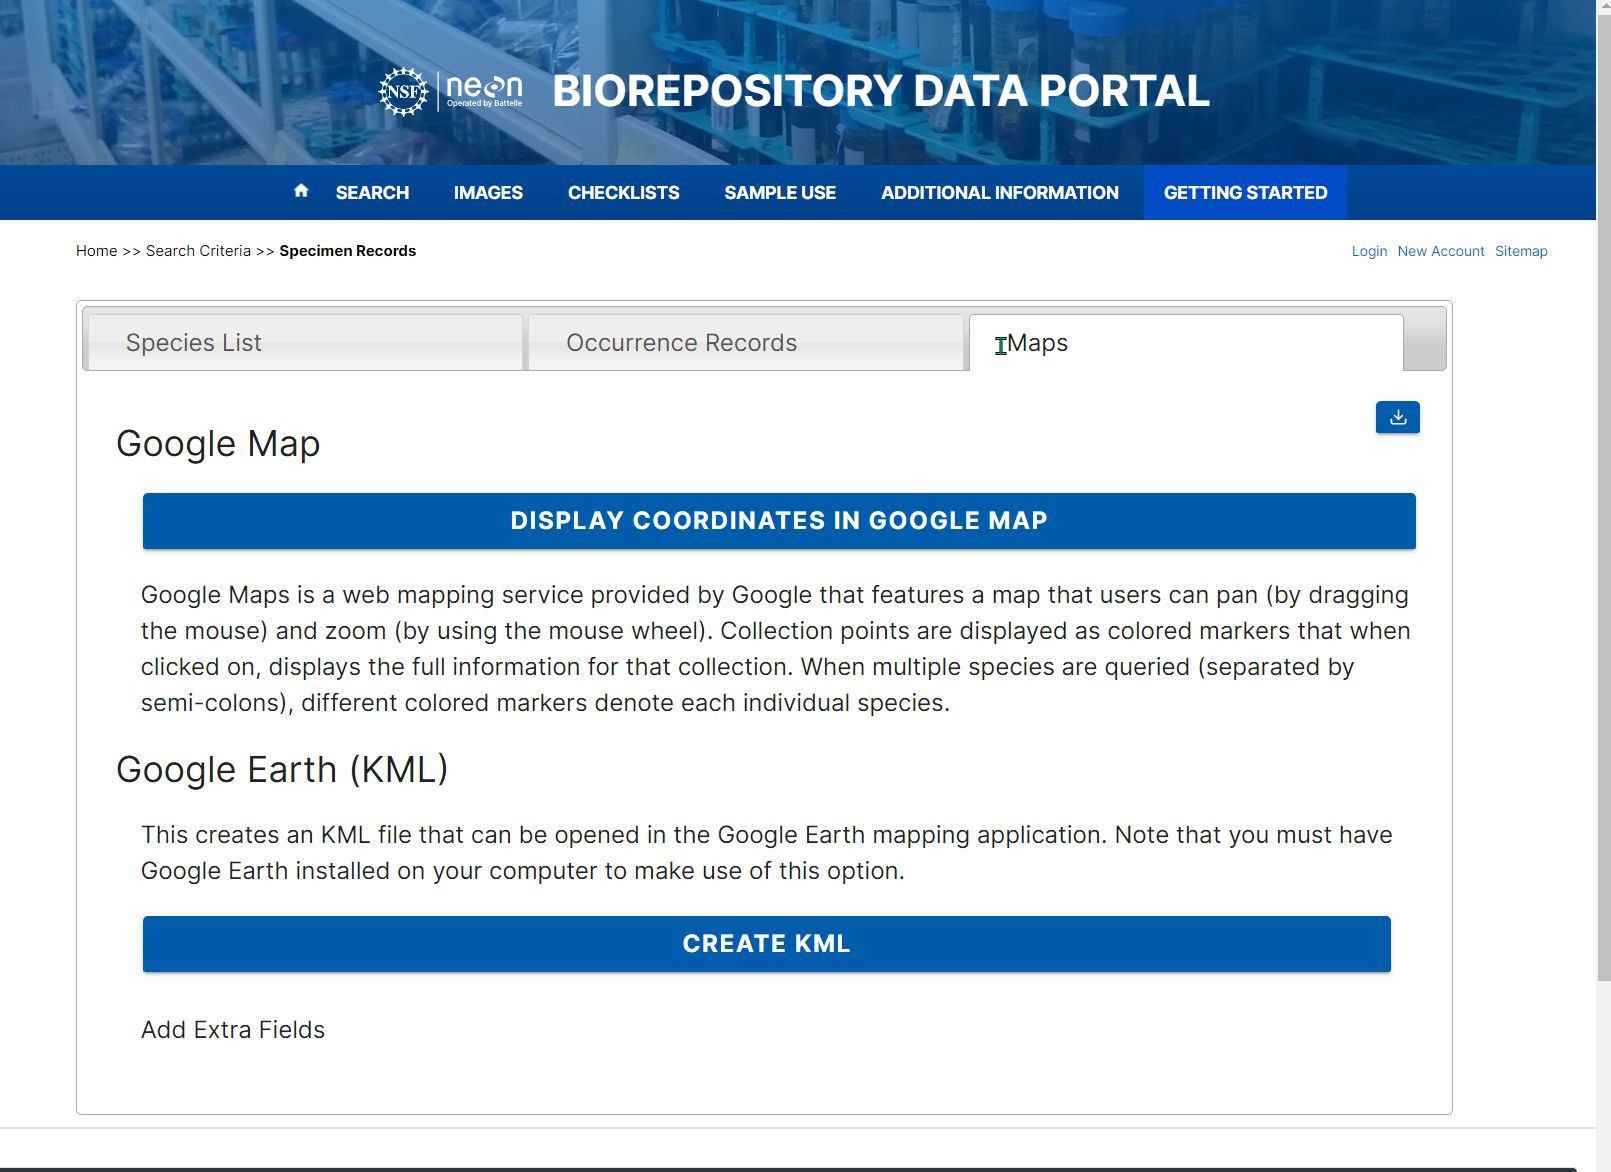 NSF neon
Operated by Battelle
BIOREPOSITORY DATA PORTAL
SEARCH IMAGES CHECKLISTS SAMPLE USE ADDITIONAL INFORMATION GETTING STARTED
Home >> Search Criteria >> Specimen Records
Login New Account Sitemap
Species List Occurrence Records Maps
Google Map
DISPLAY COORDINATES IN GOOGLE MAP
Google Maps is a web mapping service provided by Google that features a map that users can pan (by dragging
the mouse) and zoom (by using the mouse wheel). Collection points are displayed as colored markers that when
clicked on, displays the full information for that collection. When multiple species are queried (separated by
semi-colons), different colored markers denote each individual species.
Google Earth (KML)
This creates an KML file that can be opened in the Google Earth mapping application. Note that you must have
Google Earth installed on your computer to make use of this option.
CREATE KML
Add Extra Fields